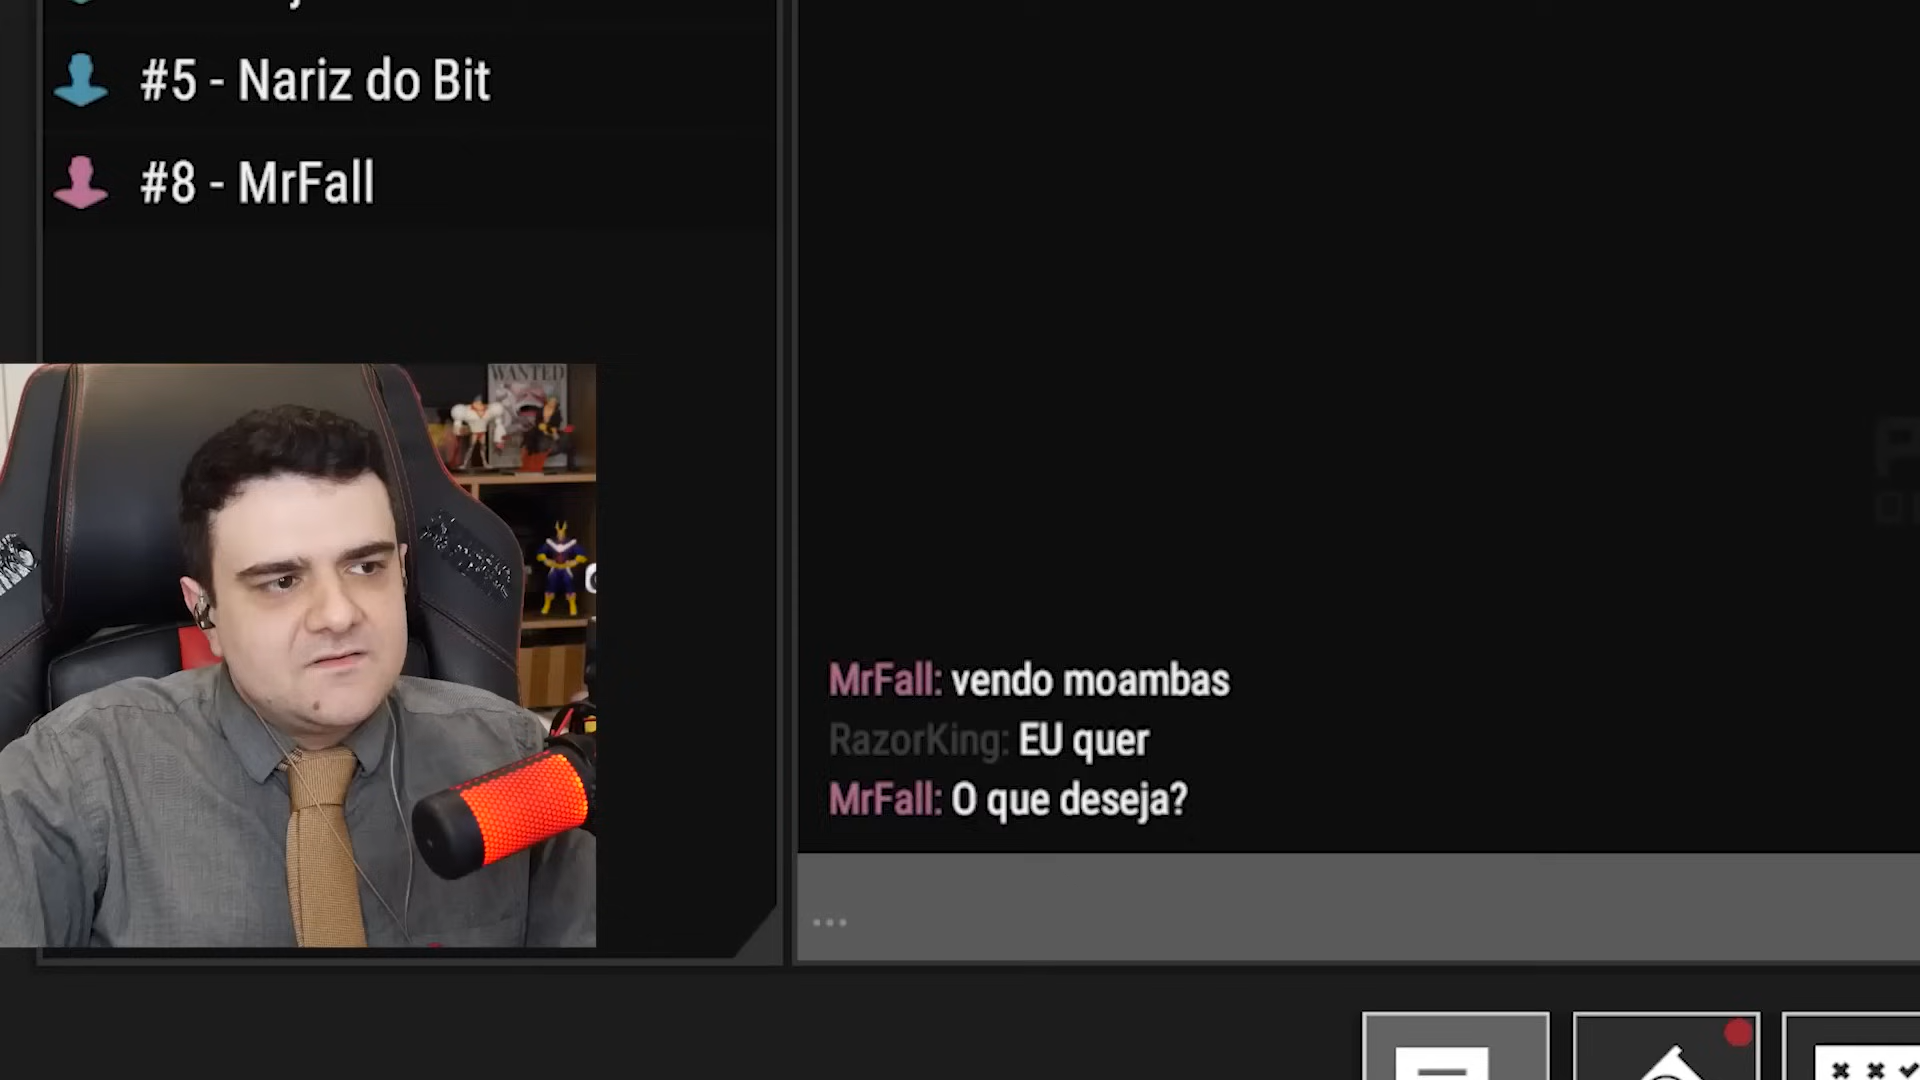 #5 - Nariz do Bit
#8 - MrFall
WANTED
MrFall: vendo moambas
RazorKing: EU quer
MrFall: O que deseja?
...